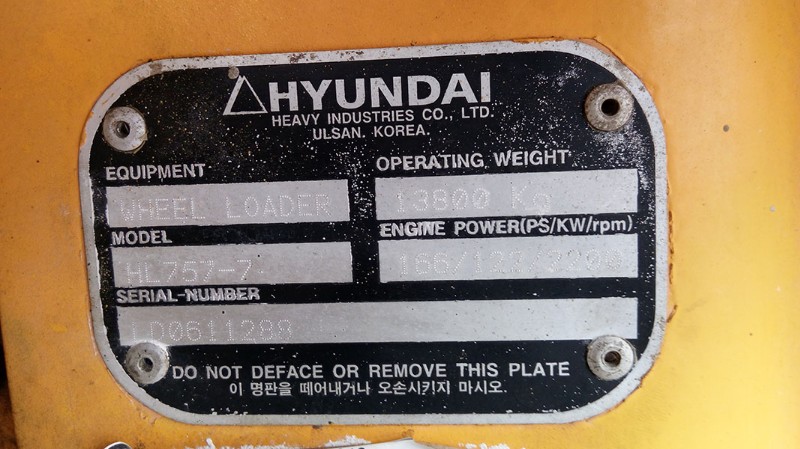 HYUNDAI
HEAVY INDUSTRIES CO., LTD.
ULSAN, KOREA.
EQUIPMENT
WHEEL LOADER
OPERATING WEIGHT
13800 Kg
MODEL
HL757-7
ENGINE POWER(PS/KW/rpm)
166/122/2200
SERIAL-NUMBER
LD0611288
DO NOT DEFACE OR REMOVE THIS PLATE
이 명판을 떼어내거나 오손시키지 마시오.